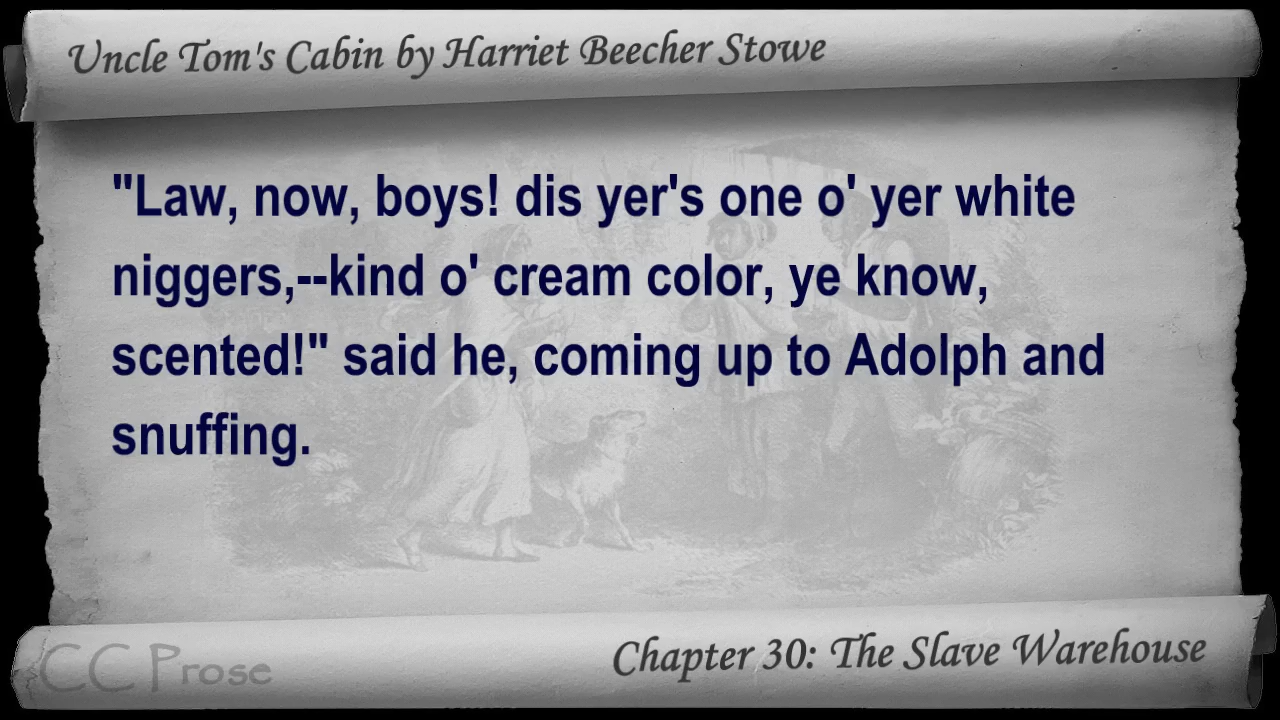 Uncle Tom's Cabin by Harriet Beecher Stowe
"Law, now, boys! dis yer's one o' yer white
niggers,--kind o' cream color, ye know,
scented!" said he, coming up to Adolph and
snuffing.
CC Prose
Chapter 30: The Slave Warehouse